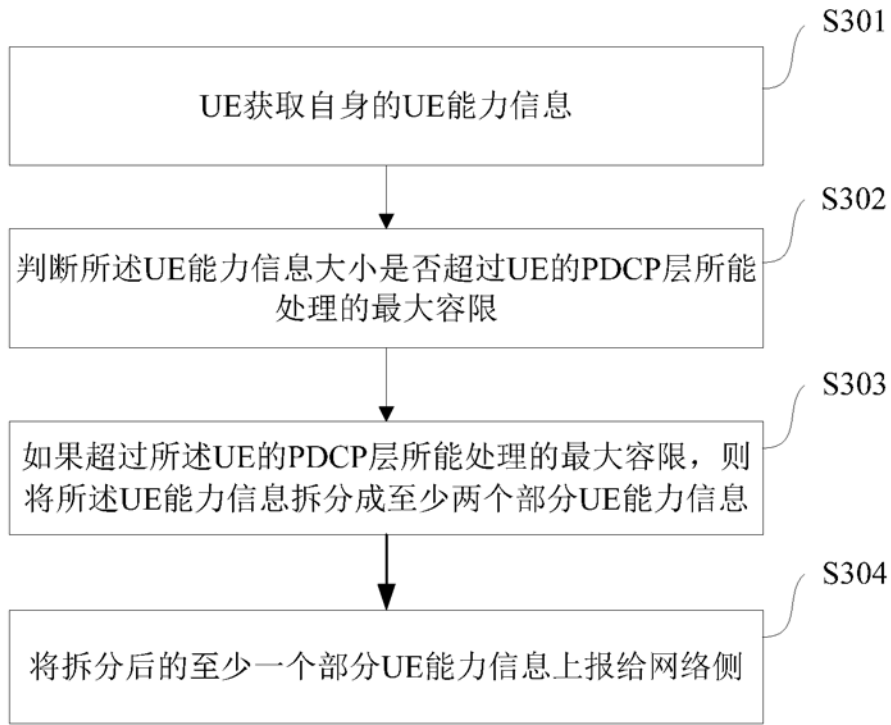 S301
UE获取自身的UE能力信息
S302
判断所述UE能力信息大小是否超过UE的PDCP层所能
处理的最大容限
S303
如果超过所述UE的PDCP层所能处理的最大容限，则
将所述UE能力信息拆分成至少两个部分UE能力信息
S304
将拆分后的至少一个部分UE能力信息上报给网络侧